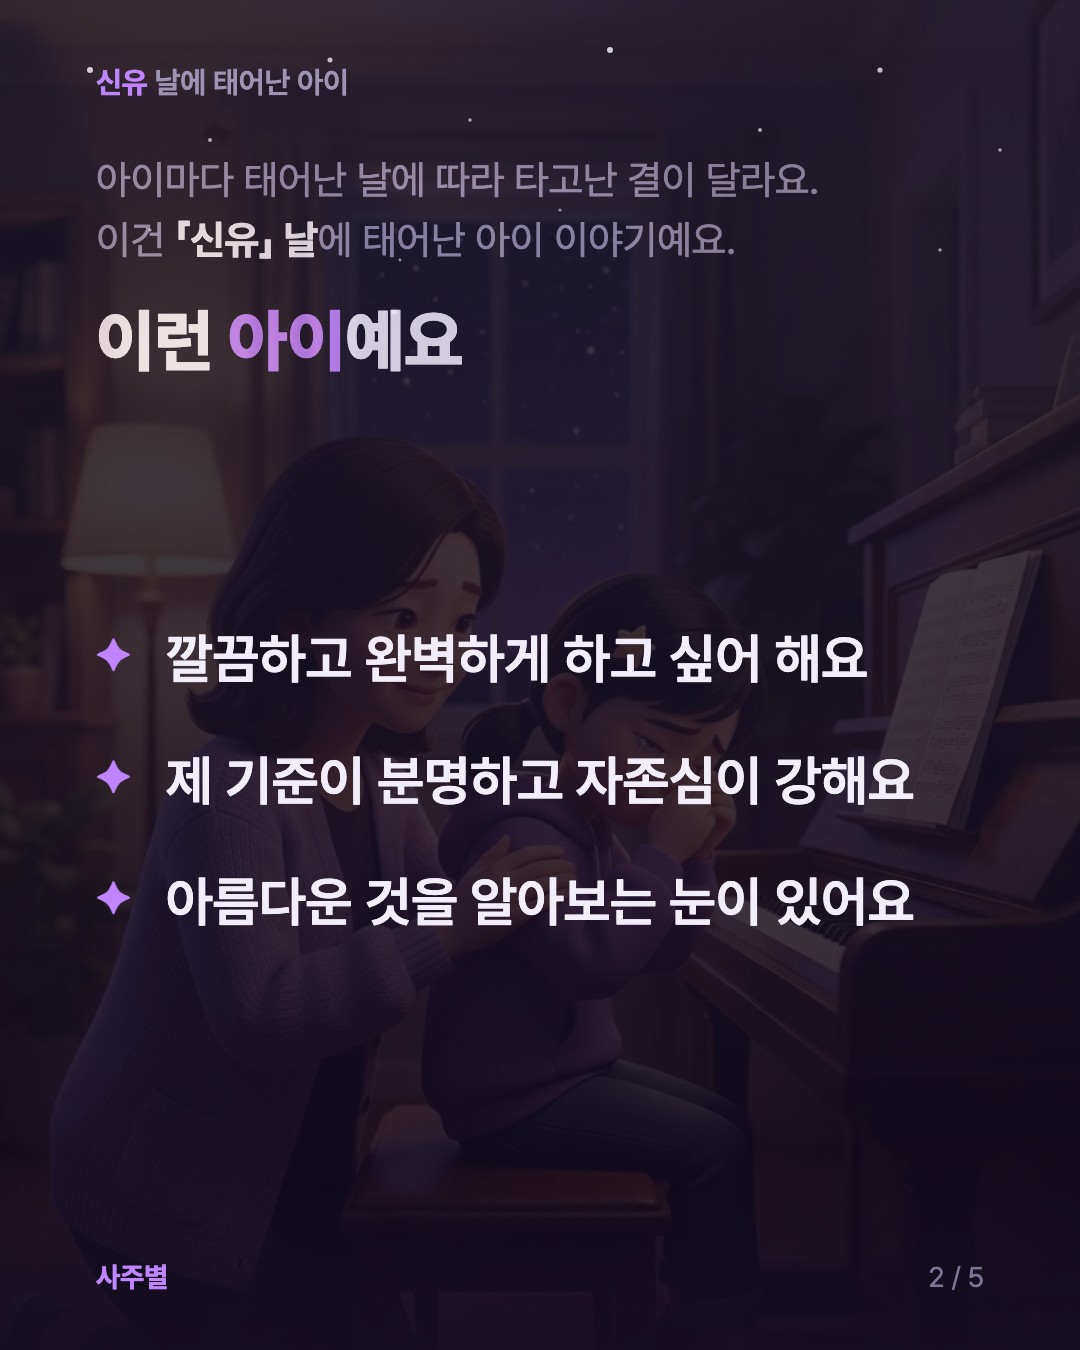 신유 날에 태어난 아이
아이마다 태어난 날에 따라 타고난 결이 달라요.
이건 「신유」 날에 태어난 아이 이야기예요.
이런 아이예요
깔끔하고 완벽하게 하고 싶어 해요
제 기준이 분명하고 자존심이 강해요
아름다운 것을 알아보는 눈이 있어요
사주별
2 / 5